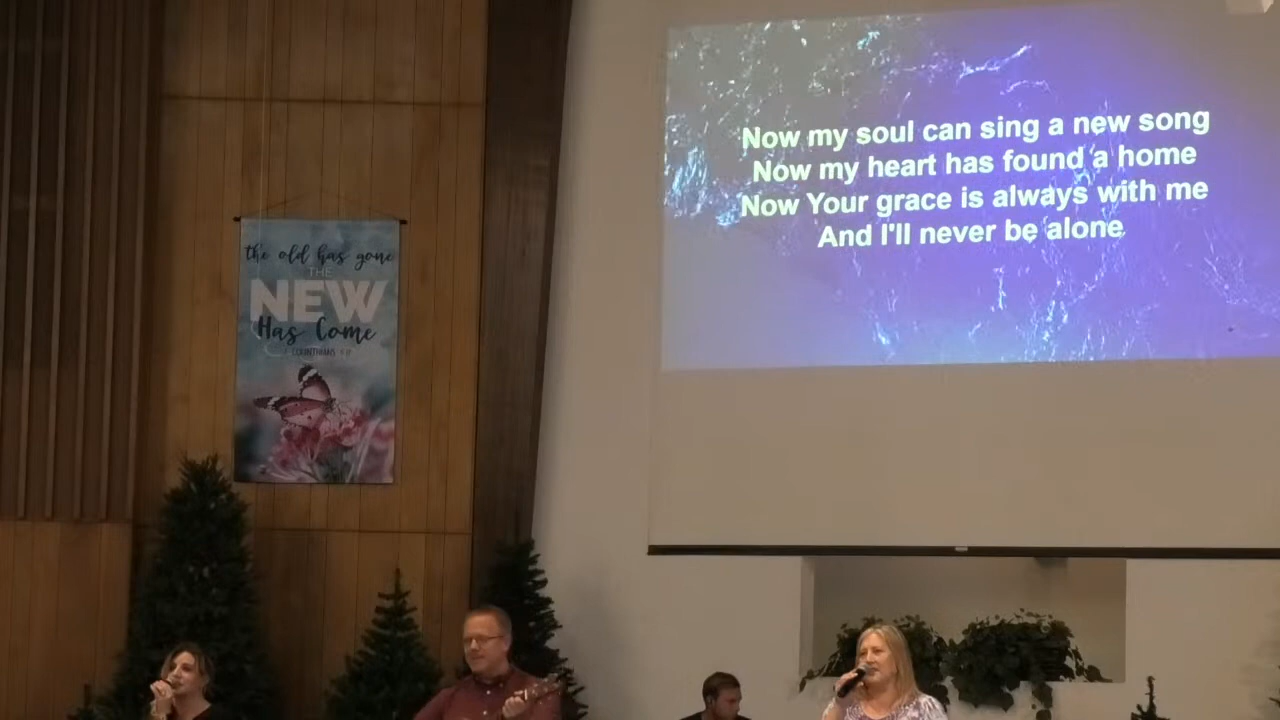 the old has gone
THE
NEW
Has Come
CORINTHIANS
Now my soul can sing a new song
Now my heart has found a home
Now Your grace is always with me
And I'll never be alone